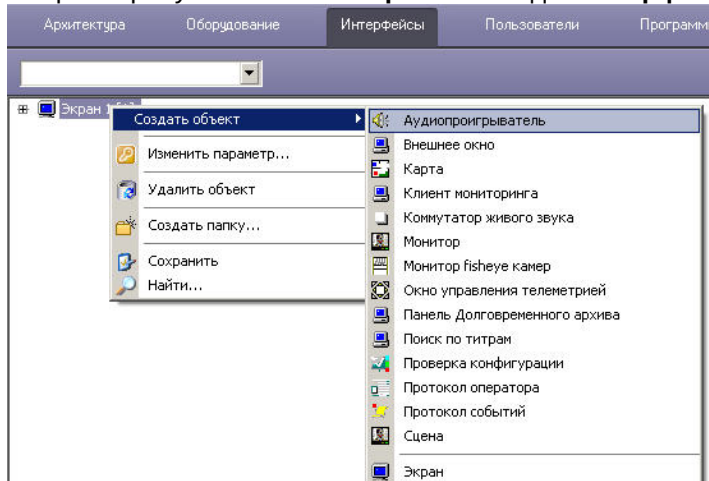 Архитектура Оборудование Интерфейсы Пользователи Программ
Экран 1 [1]
Создать объект
Изменить параметр...
Удалить объект
Создать папку...
Сохранить
Найти...
Аудиопроигрыватель
Внешнее окно
Карта
Клиент мониторинга
Коммутатор живого звука
Монитор
Монитор fisheye камер
Окно управления телеметрией
Панель Долговременного архива
Поиск по титрам
Проверка конфигурации
Протокол оператора
Протокол событий
Сцена
Экран